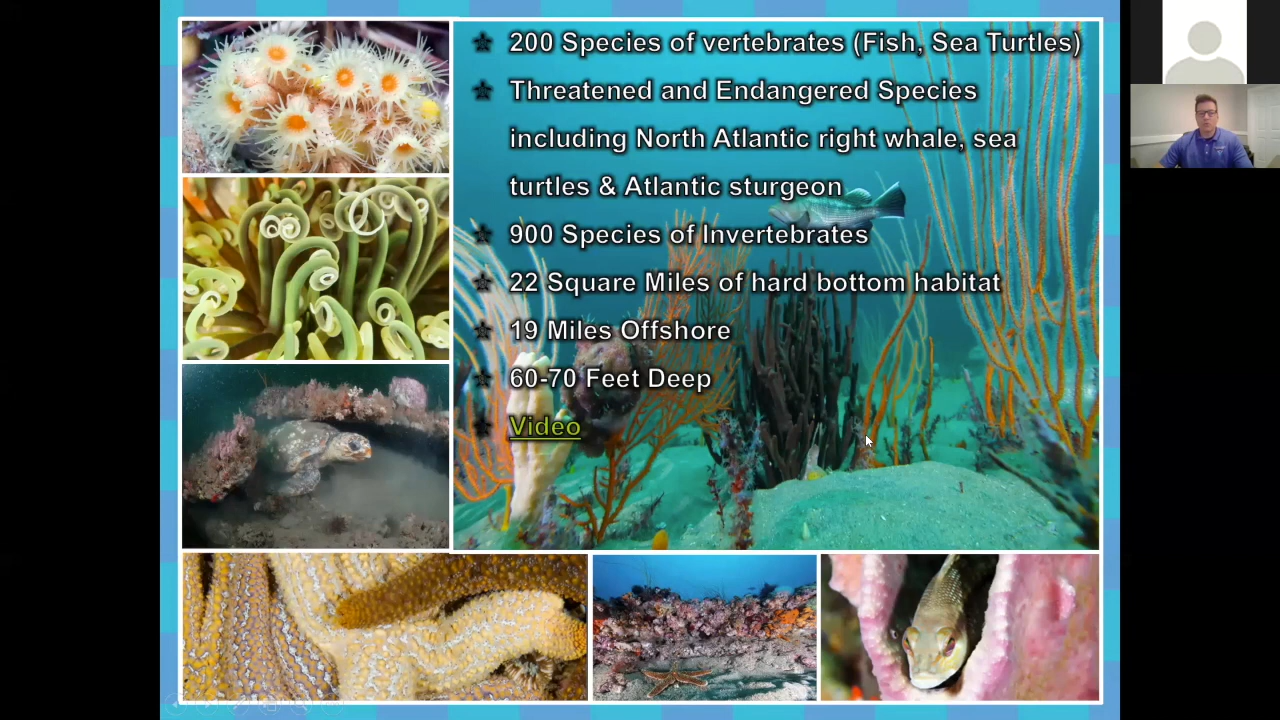 200 Species of vertebrates (Fish, Sea Turtles)
Threatened and Endangered Species
including North Atlantic right whale, sea
turtles & Atlantic sturgeon
900 Species of Invertebrates
22 Square Miles of hard bottom habitat
19 Miles Offshore
60-70 Feet Deep
Video